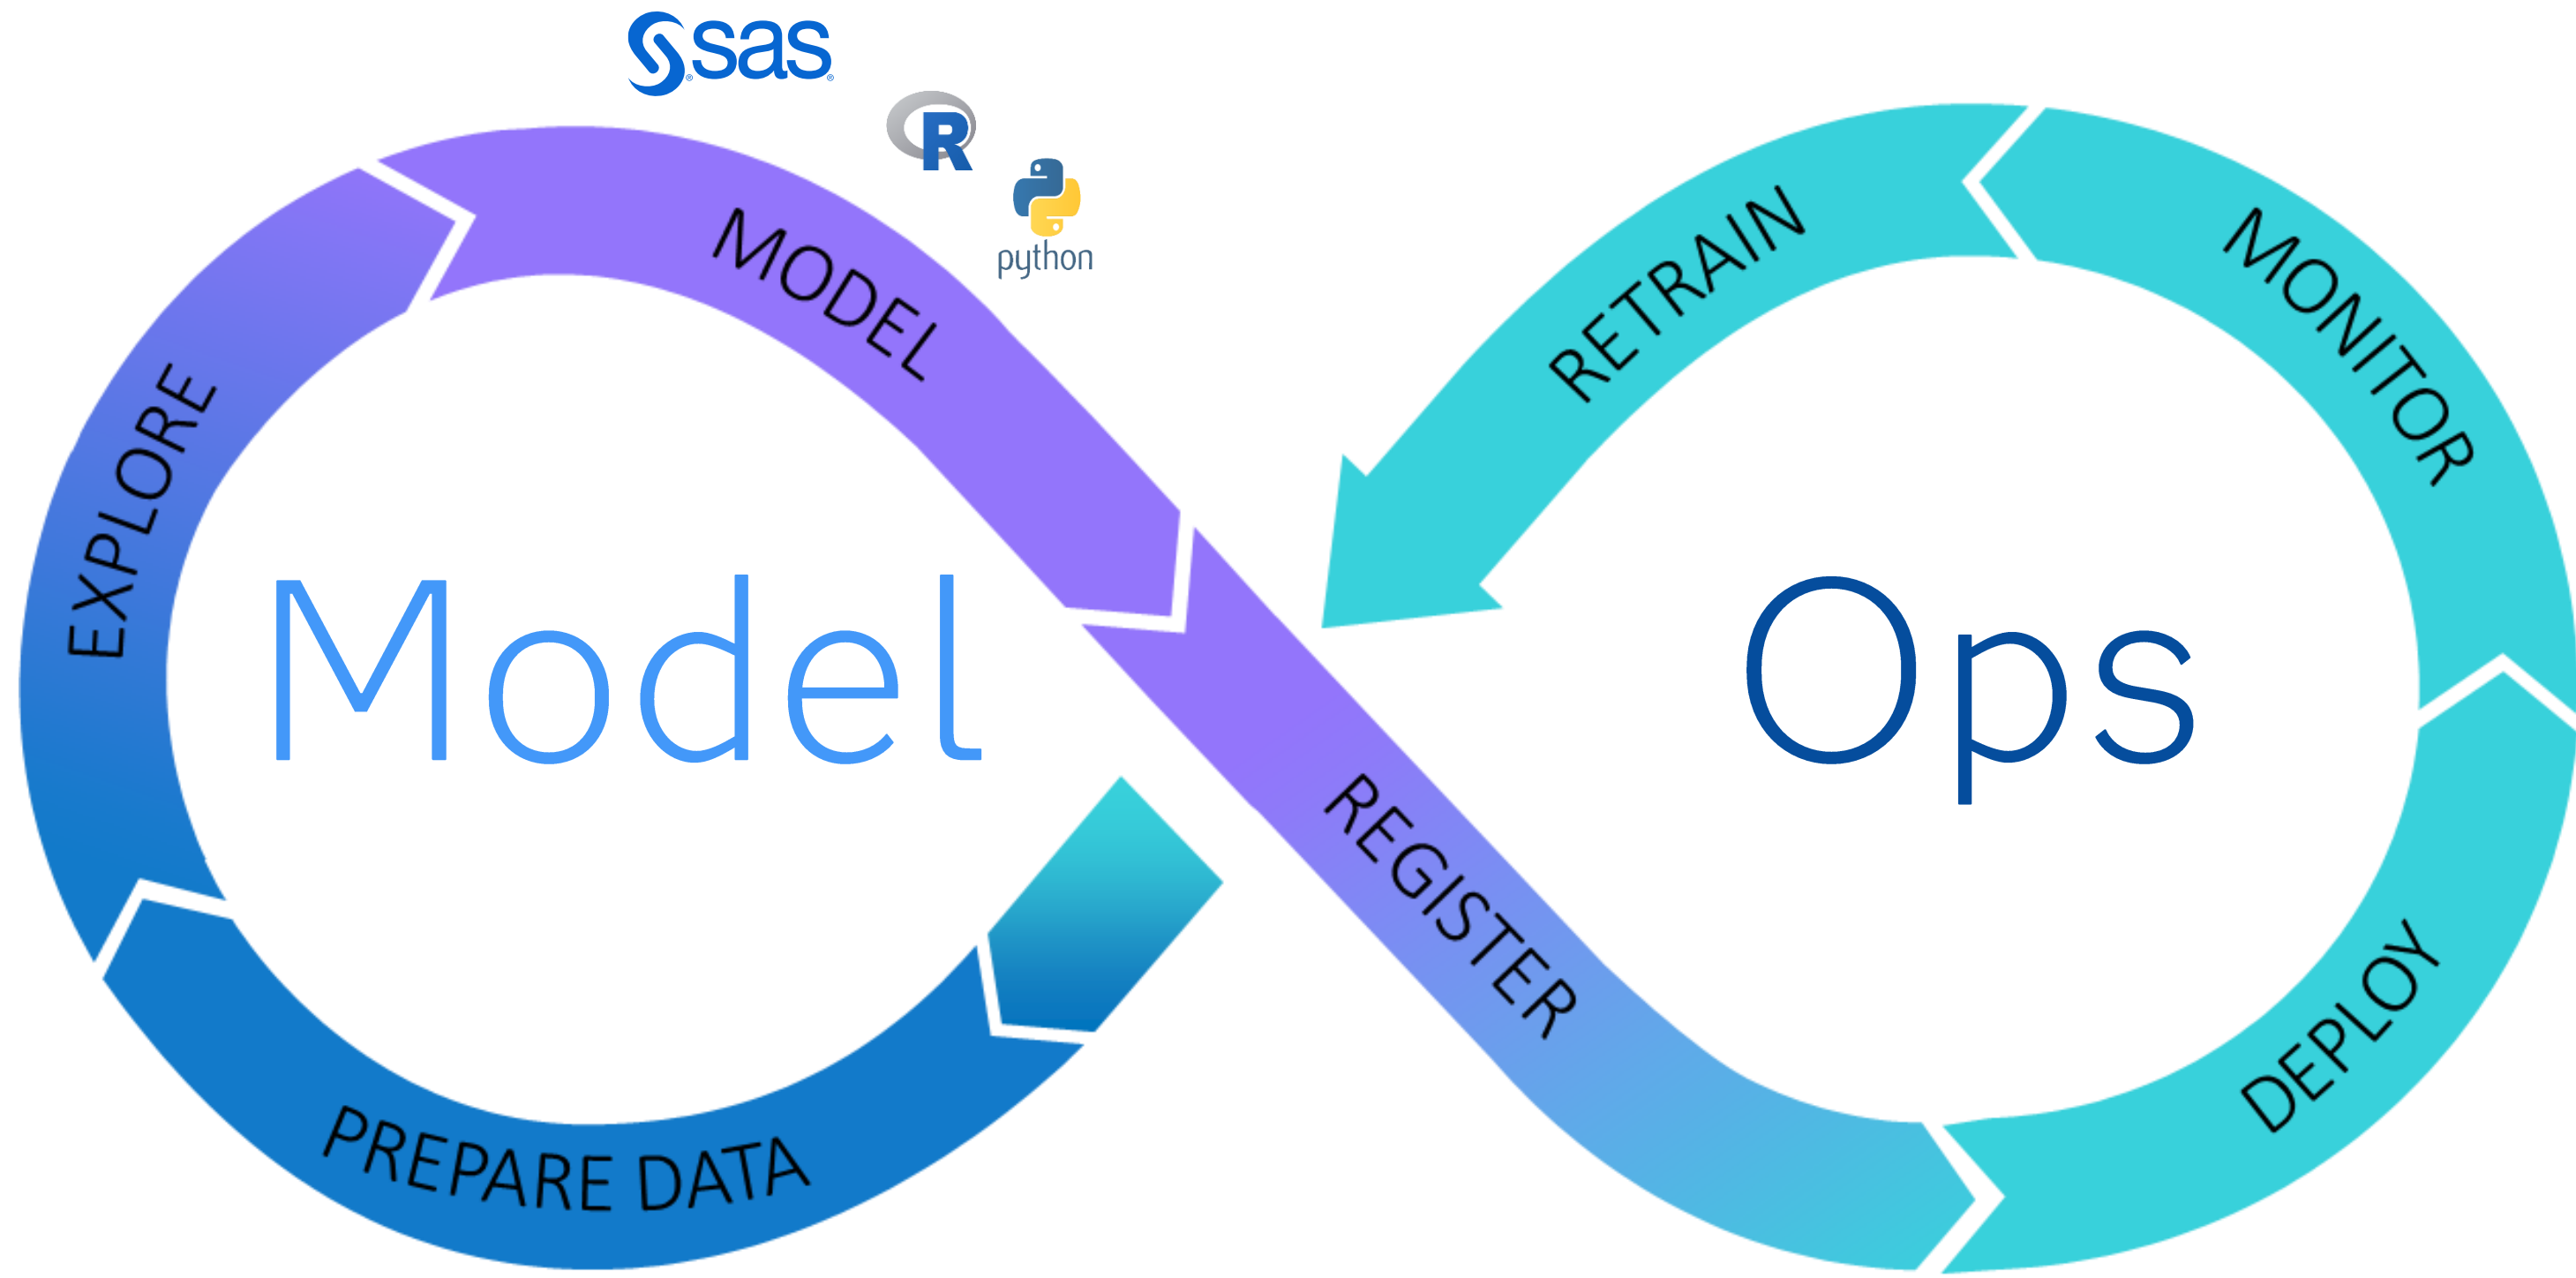 sas
R
python
MODEL
RETRAIN
MONITOR
EXPLORE
Model
Ops
REGISTER
DEPLOY
PREPARE DATA